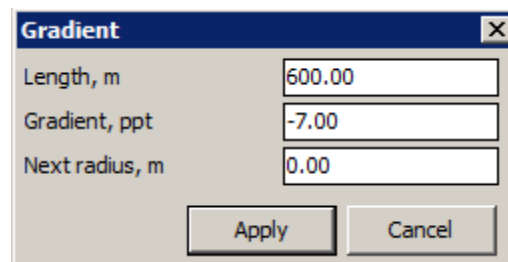 Gradient
Length, m 600.00
Gradient, ppt -7.00
Next radius, m 0.00
Apply Cancel